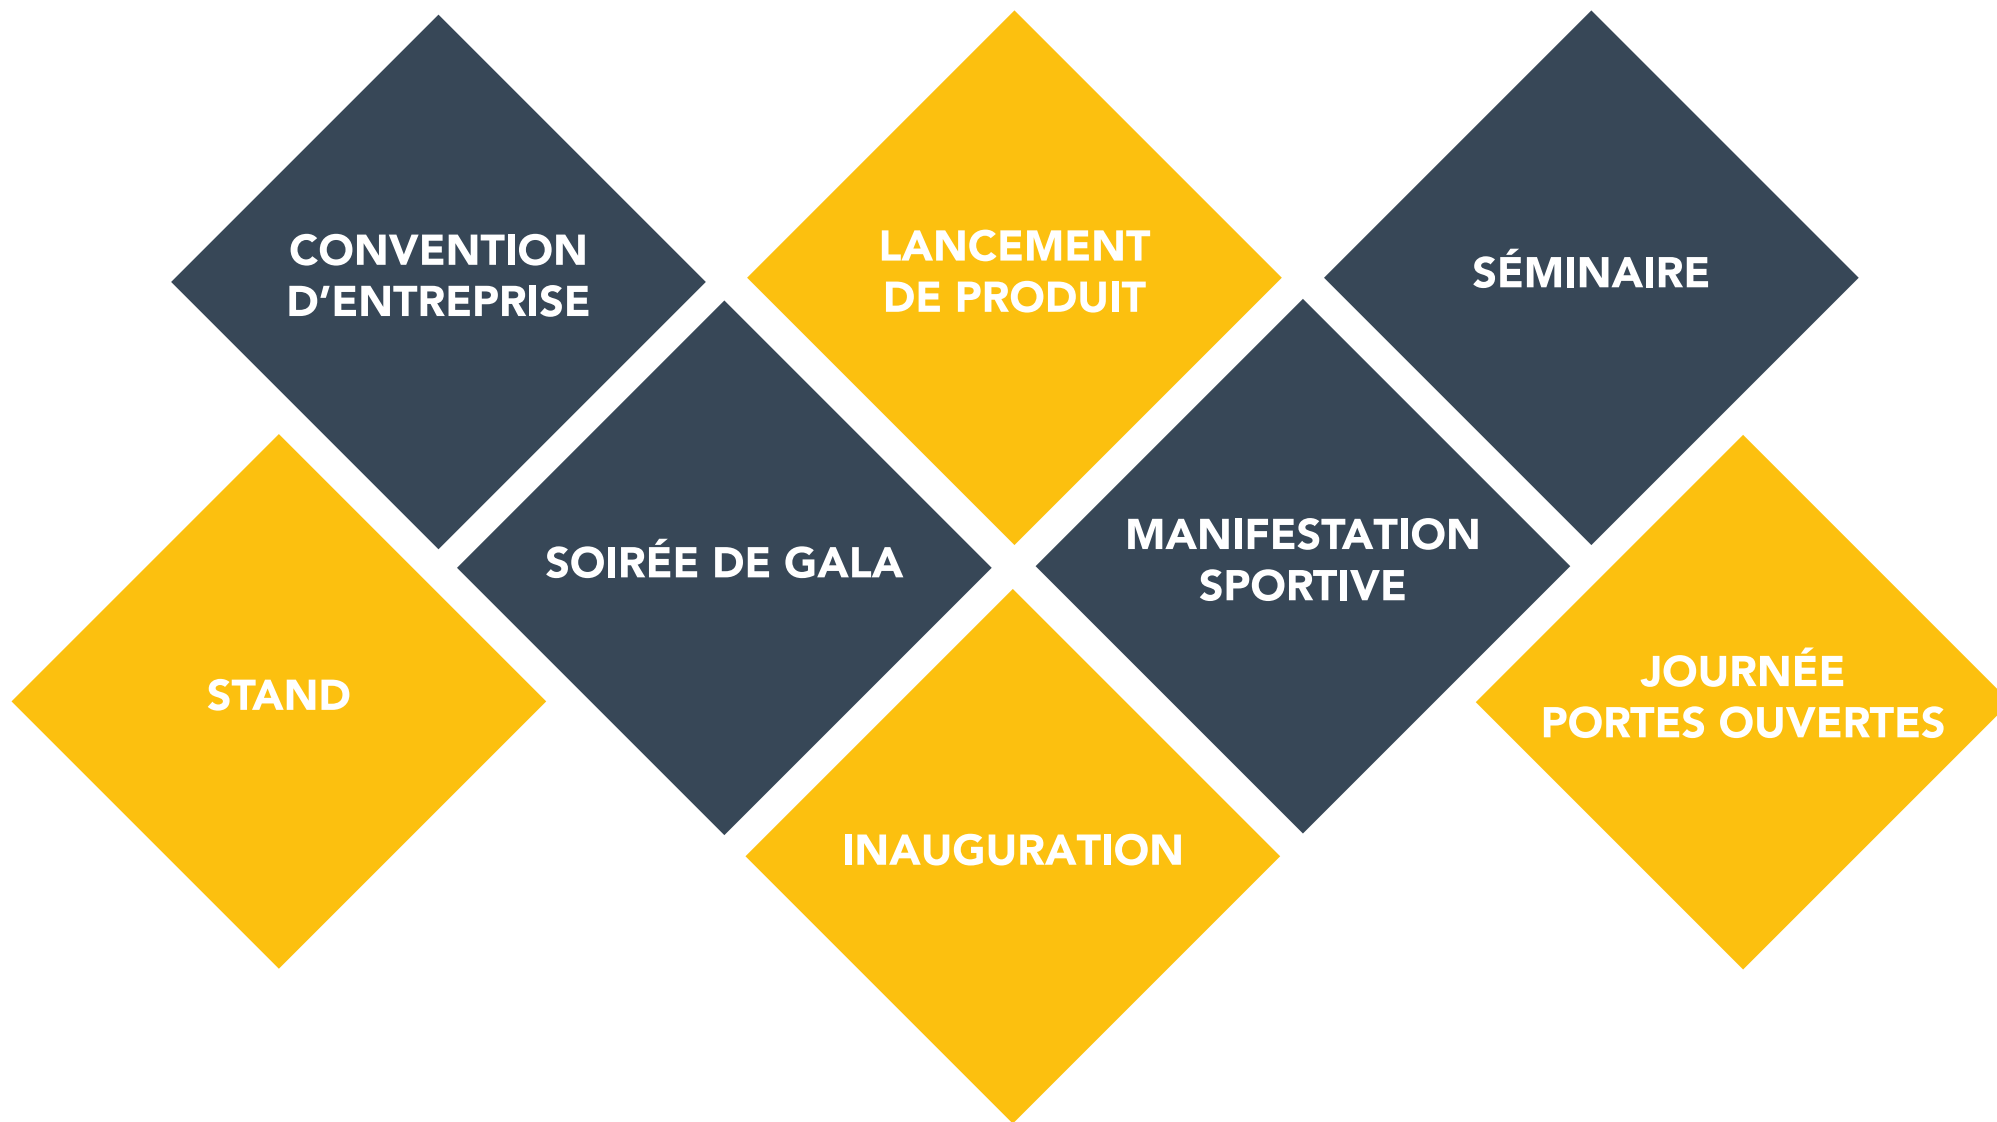 CONVENTION
D’ENTREPRISE
LANCEMENT
DE PRODUIT
SÉMINAIRE
SOIRÉE DE GALA
MANIFESTATION
SPORTIVE
STAND
JOURNÉE
PORTES OUVERTES
INAUGURATION